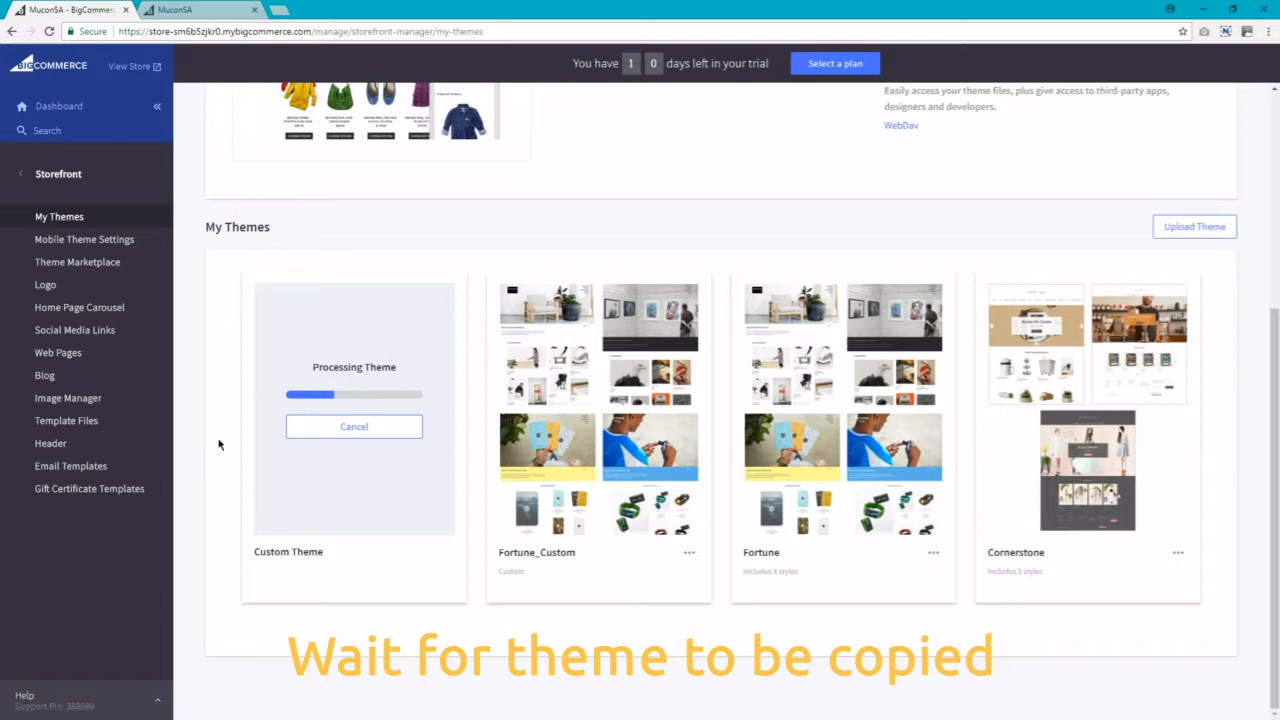 MuconSA - BigCommerc
MuconSA
Secure
https://store-sm6b5zjkr0.mybigcommerce.com/manage/storefront-manager/my-themes
BIGCOMMERCE
View Store
You have 1 0 days left in your trial
Select a plan
Dashboard
Search
Storefront
My Themes
Mobile Theme Settings
Theme Marketplace
Logo
Home Page Carousel
Social Media Links
Web Pages
Blog
Image Manager
Template Files
Header
Email Templates
Gift Certificate Templates
Help
Support Pin: 388599
Easily access your theme files, plus give access to third-party apps,
designers and developers.
WebDav
My Themes
Upload Theme
Processing Theme
Cancel
Custom Theme
Fortune_Custom
Custom
Fortune
Includes 4 styles
Cornerstone
Includes 3 styles
Wait for theme to be copied